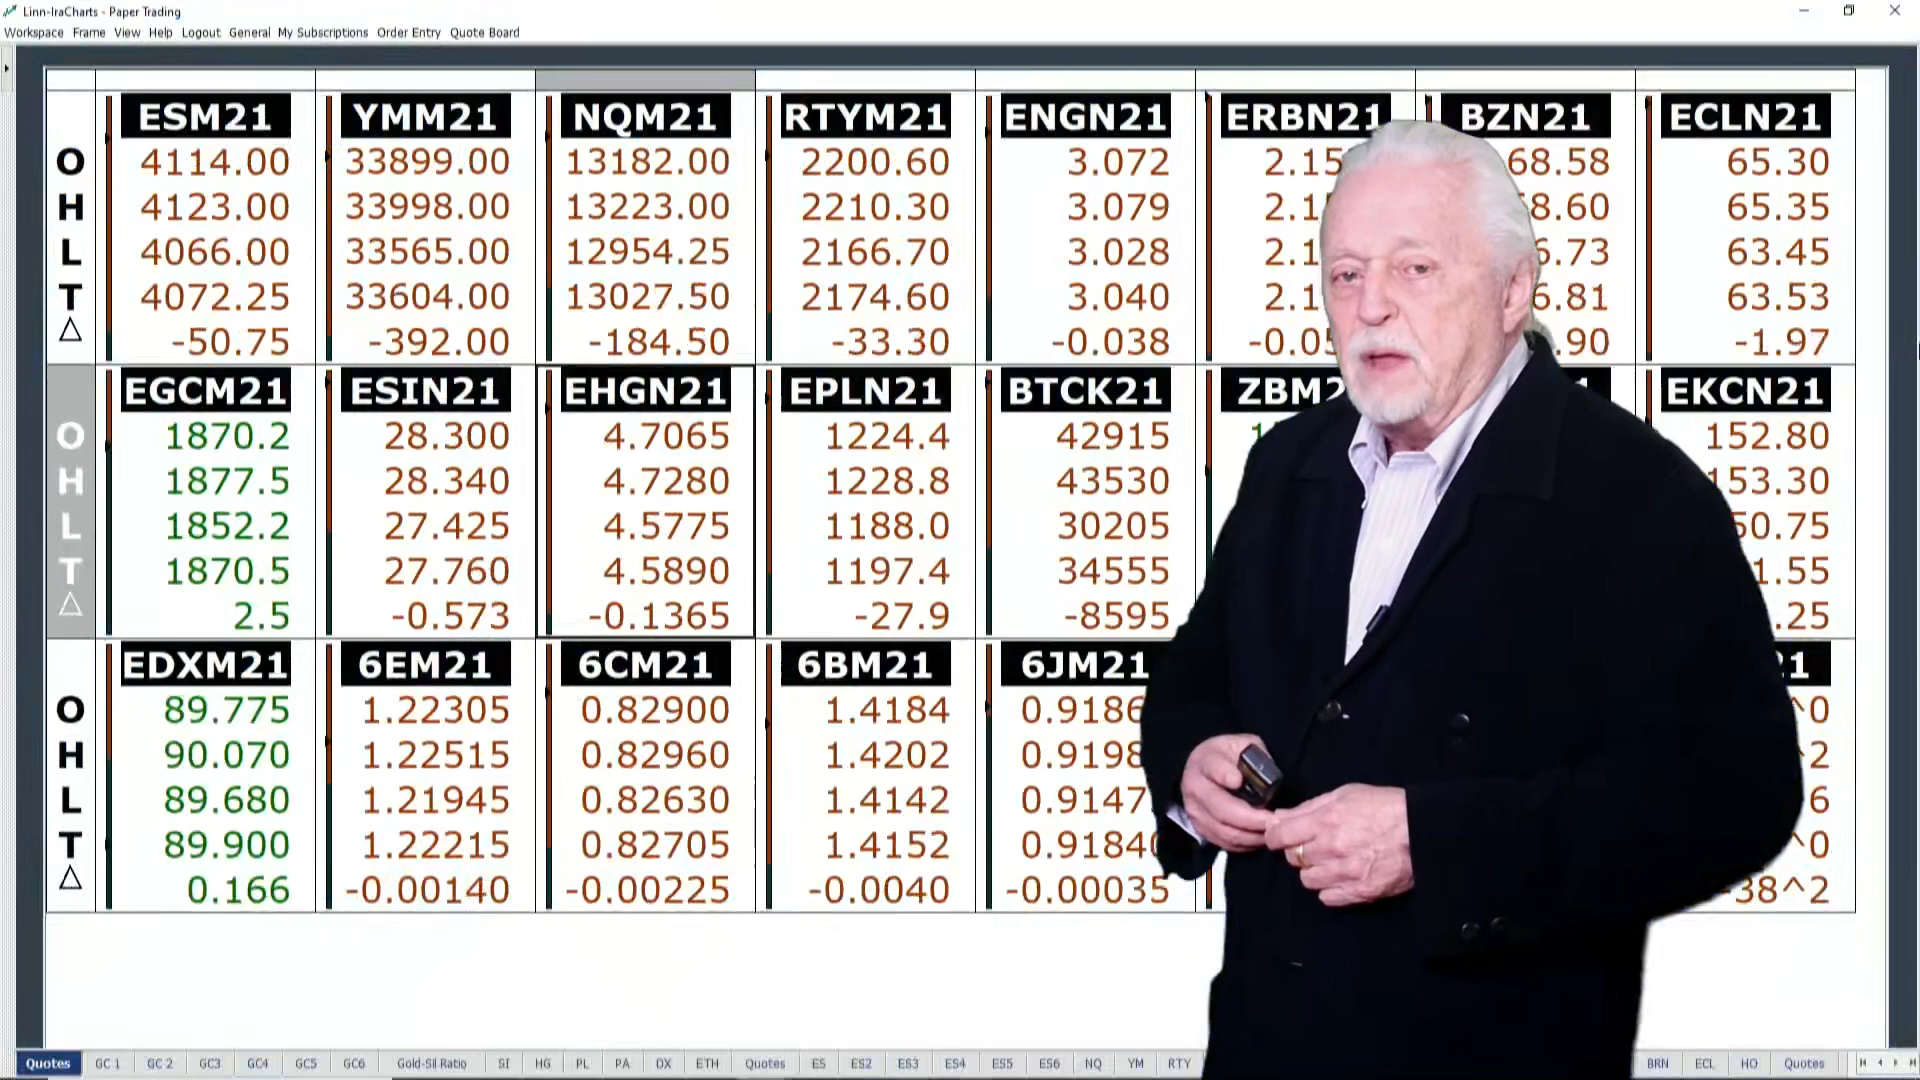 Linn-IraCharts - Paper Trading
Workspace Frame View Help Logout General My Subscriptions Order Entry Quote Board
ESM21 YMM21 NQM21 RTYM21 ENGN21 ERBN21 BZN21 ECLN21
O 4114.00 33899.00 13182.00 2200.60 3.072 68.58 65.30
H 4123.00 33998.00 13223.00 2210.30 3.079 65.35
L 4066.00 33565.00 12954.25 2166.70 3.028 63.45
T 4072.25 33604.00 13027.50 2174.60 3.040 63.53
△ -50.75 -392.00 -184.50 -33.30 -0.038 -1.97
EGCM21 ESIN21 EHGN21 EPLN21 BTCK21 EKCN21
O 1870.2 28.300 4.7065 1224.4 42915 152.80
H 1877.5 28.340 4.7280 1228.8 43530 153.30
L 1852.2 27.425 4.5775 1188.0 30205
T 1870.5 27.760 4.5890 1197.4 34555
△ 2.5 -0.573 -0.1365 -27.9 -8595
EDXM21 6EM21 6CM21 6BM21 6JM21
O 89.775 1.22305 0.82900 1.4184
H 90.070 1.22515 0.82960 1.4202
L 89.680 1.21945 0.82630 1.4142
T 89.900 1.22215 0.82705 1.4152
△ 0.166 -0.00140 -0.00225 -0.0040 -0.00035
Quotes GC 1 GC 2 GC3 GC4 GC5 GC6 Gold-Sil Ratio SI HG PL PA DX ETH Quotes ES ES2 ES3 ES4 ES5 ES6 NQ YM RTY BRN ECL HO Quotes